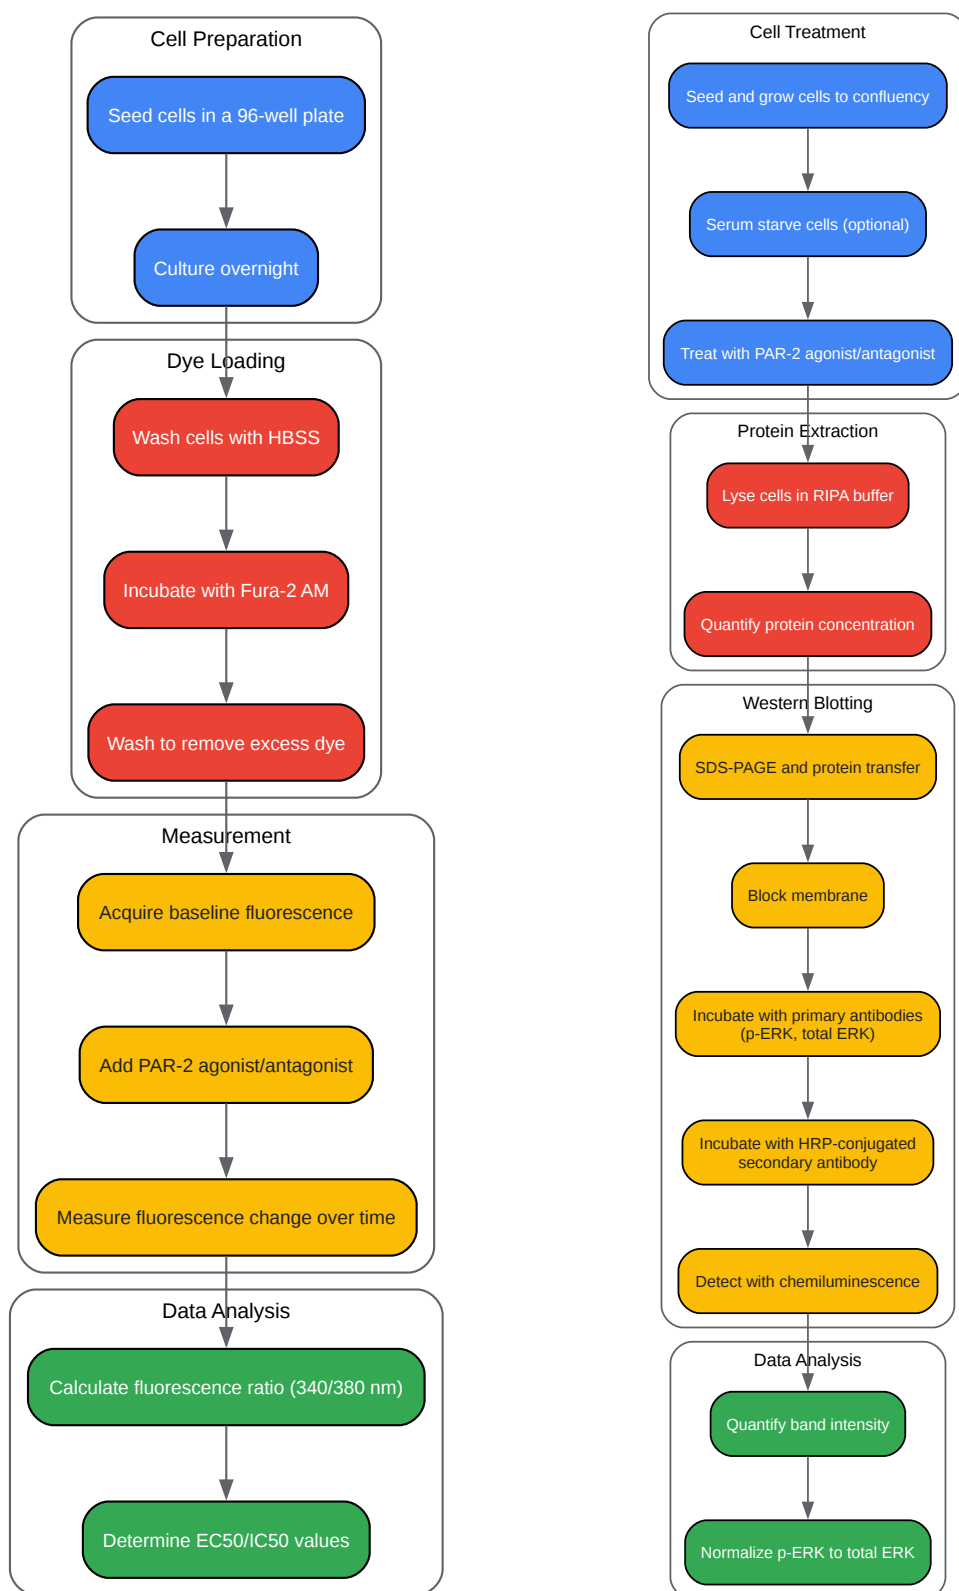 Cell Preparation
Seed cells in a 96-well plate
Culture overnight
Dye Loading
Wash cells with HBSS
Incubate with Fura-2 AM
Wash to remove excess dye
Measurement
Acquire baseline fluorescence
Add PAR-2 agonist/antagonist
Measure fluorescence change over time
Data Analysis
Calculate fluorescence ratio (340/380 nm)
Determine EC50/IC50 values
Cell Treatment
Seed and grow cells to confluency
Serum starve cells (optional)
Treat with PAR-2 agonist/antagonist
Protein Extraction
Lyse cells in RIPA buffer
Quantify protein concentration
Western Blotting
SDS-PAGE and protein transfer
Block membrane
Incubate with primary antibodies
(p-ERK, total ERK)
Incubate with HRP-conjugated
secondary antibody
Detect with chemiluminescence
Data Analysis
Quantify band intensity
Normalize p-ERK to total ERK